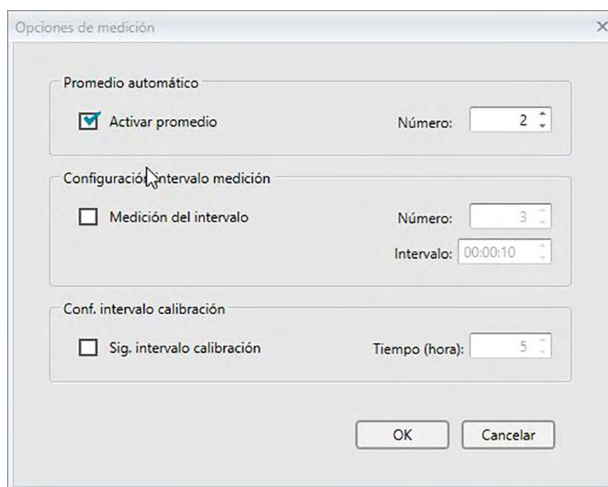 Opciones de medición
Promedio automático
Activar promedio Número: 2
Configuración intervalo medición
Medición del intervalo Número: 3
Intervalo: 00:00:10
Conf. intervalo calibración
Sig. intervalo calibración Tiempo (hora): 5
OK Cancelar